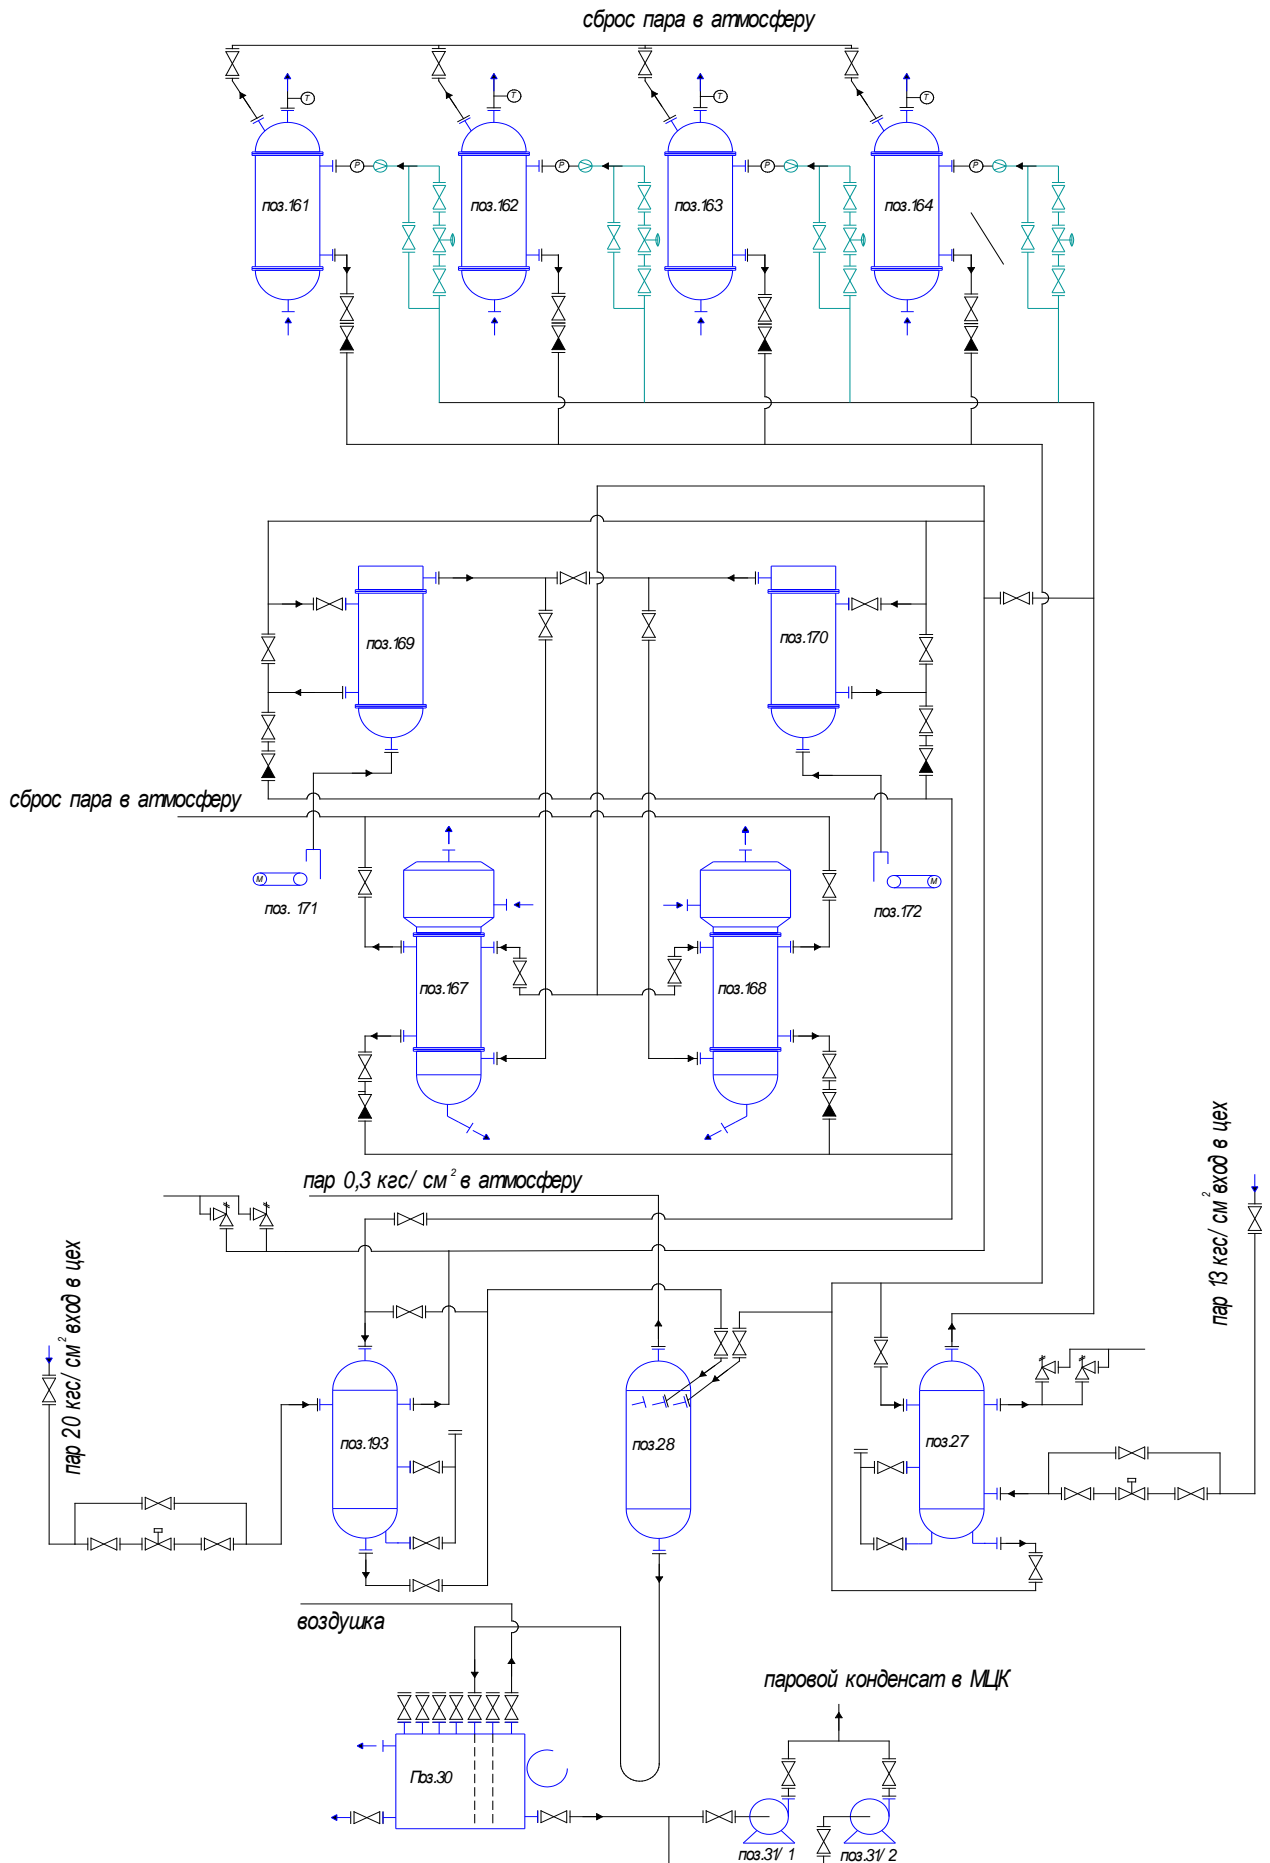 сброс пара в атмосферу
T
T
T
T
P
P
P
P
поз.161
поз.162
поз.163
поз.164
поз.169
поз.170
сброс пара в атмосферу
M
M
поз. 171
поз.172
поз.167
поз.168
пар 0,3 кгс/ см² в атмосферу
пар 20 кгс/ см² вход в цех
пар 13 кгс/ см² вход в цех
поз.193
поз.28
поз.27
воздушка
паровой конденсат в МЦК
Поз.30
поз.31/ 1
поз.31/ 2